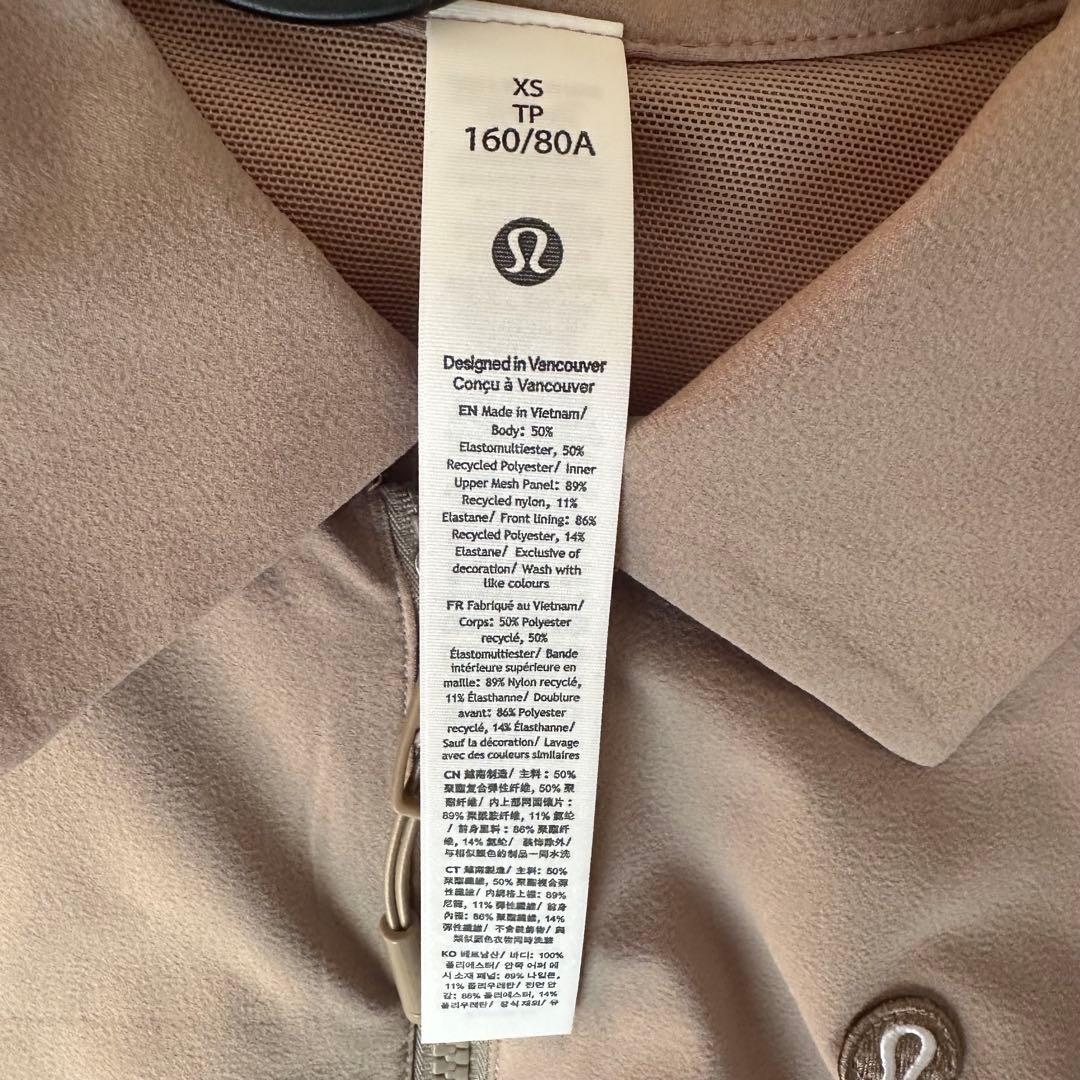 XS
TP
160/80A
Designed in Vancouver
Conçu à Vancouver
EN Made in Vietnam/
Body: 50%
Elastomultiester, 50%
Recycled Polyester/ Inner
Upper Mesh Panel: 89%
Recycled nylon, 11%
Elastane/ Front lining: 86%
Recycled Polyester, 14%
Elastane/ Exclusive of
decoration/ Wash with
like colours
FR Fabriqué au Vietnam/
Corps: 50% Polyester
recyclé, 50%
Élastomultiester/ Bande
intérieure supérieure en
maille: 89% Nylon recyclé,
11% Élasthanne/ Doublure
avant: 86% Polyester
recyclé, 14% Élasthanne/
Sauf la décoration/ Lavage
avec des couleurs similaires
CN 越南制造/ 主料: 50%
聚酯复合弹性纤维, 50% 聚
酯纤维/ 内上部网面镶片:
89% 聚酰胺纤维, 11% 氨纶
/ 前身里料: 86% 聚酯纤
维, 14% 氨纶/ 装饰除外/
与相似颜色的制品一同水洗
CT 越南製造/ 主料: 50%
聚酯纖維, 50% 聚酯複合彈
性纖維/ 內網格上襠: 89%
尼龍, 11% 彈性纖維/ 前身
內裡: 86% 聚酯纖維, 14%
彈性纖維/ 不含裝飾物/ 與
類似顏色衣物同時洗滌
KO 베트남산/ 바디: 100%
폴리에스터/ 안쪽 어퍼 메
시 소재 패널: 89% 나일론,
11% 폴리우레탄/ 전면 안
감: 86% 폴리에스터, 14%
폴리우레탄/ 장식 제외/ 유